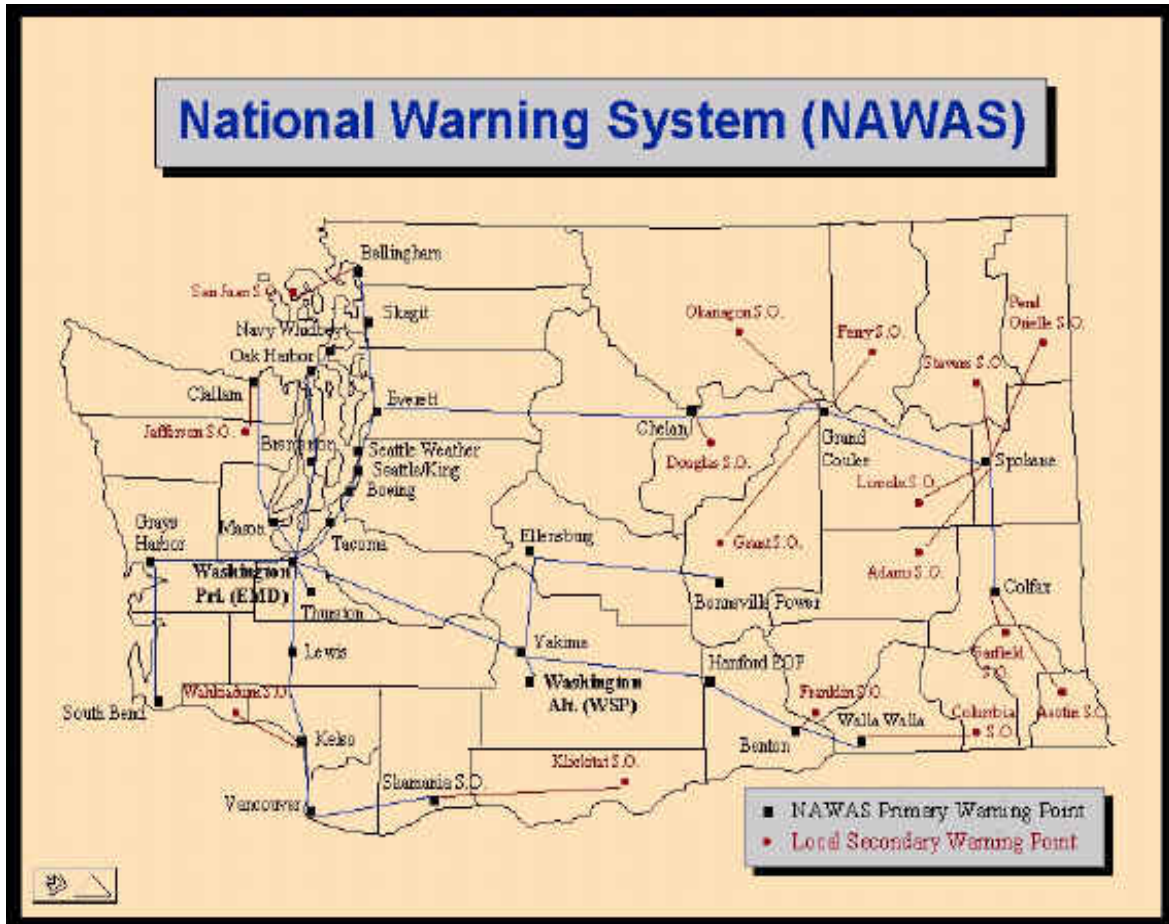 National Warning System (NAWAS)
Bellingham
San Juan S.O.
Skagit
Okanagon S.O.
Pend
Orielle S.O.
Navy Whidbey
Ferry S.O.
Oak Harbor
Stevens S.O.
Clallam
Everett
Chelan
Grand
Coulee
Jefferson S.O.
Bremerton
Seattle Weather
Douglas S.O.
Spokane
Seattle/King
Boeing
Lincoln S.O.
Grays
Harbor
Mason
Tacoma
Ellensburg
Grant S.O.
Washington
Pri. (EMD)
Adams S.O.
Thurston
Bonneville Power
Colfax
Lewis
Yakima
Hanford EOF
Garfield
S.O.
Wahkiakum S.O.
Washington
Alt. (WSP)
Franklin S.O.
South Bend
Walla Walla
Columbia
S.O.
Asotin S.O.
Kelso
Benton
Klickitat S.O.
Skamania S.O.
Vancouver
NAWAS Primary Warning Point
Local Secondary Warning Point